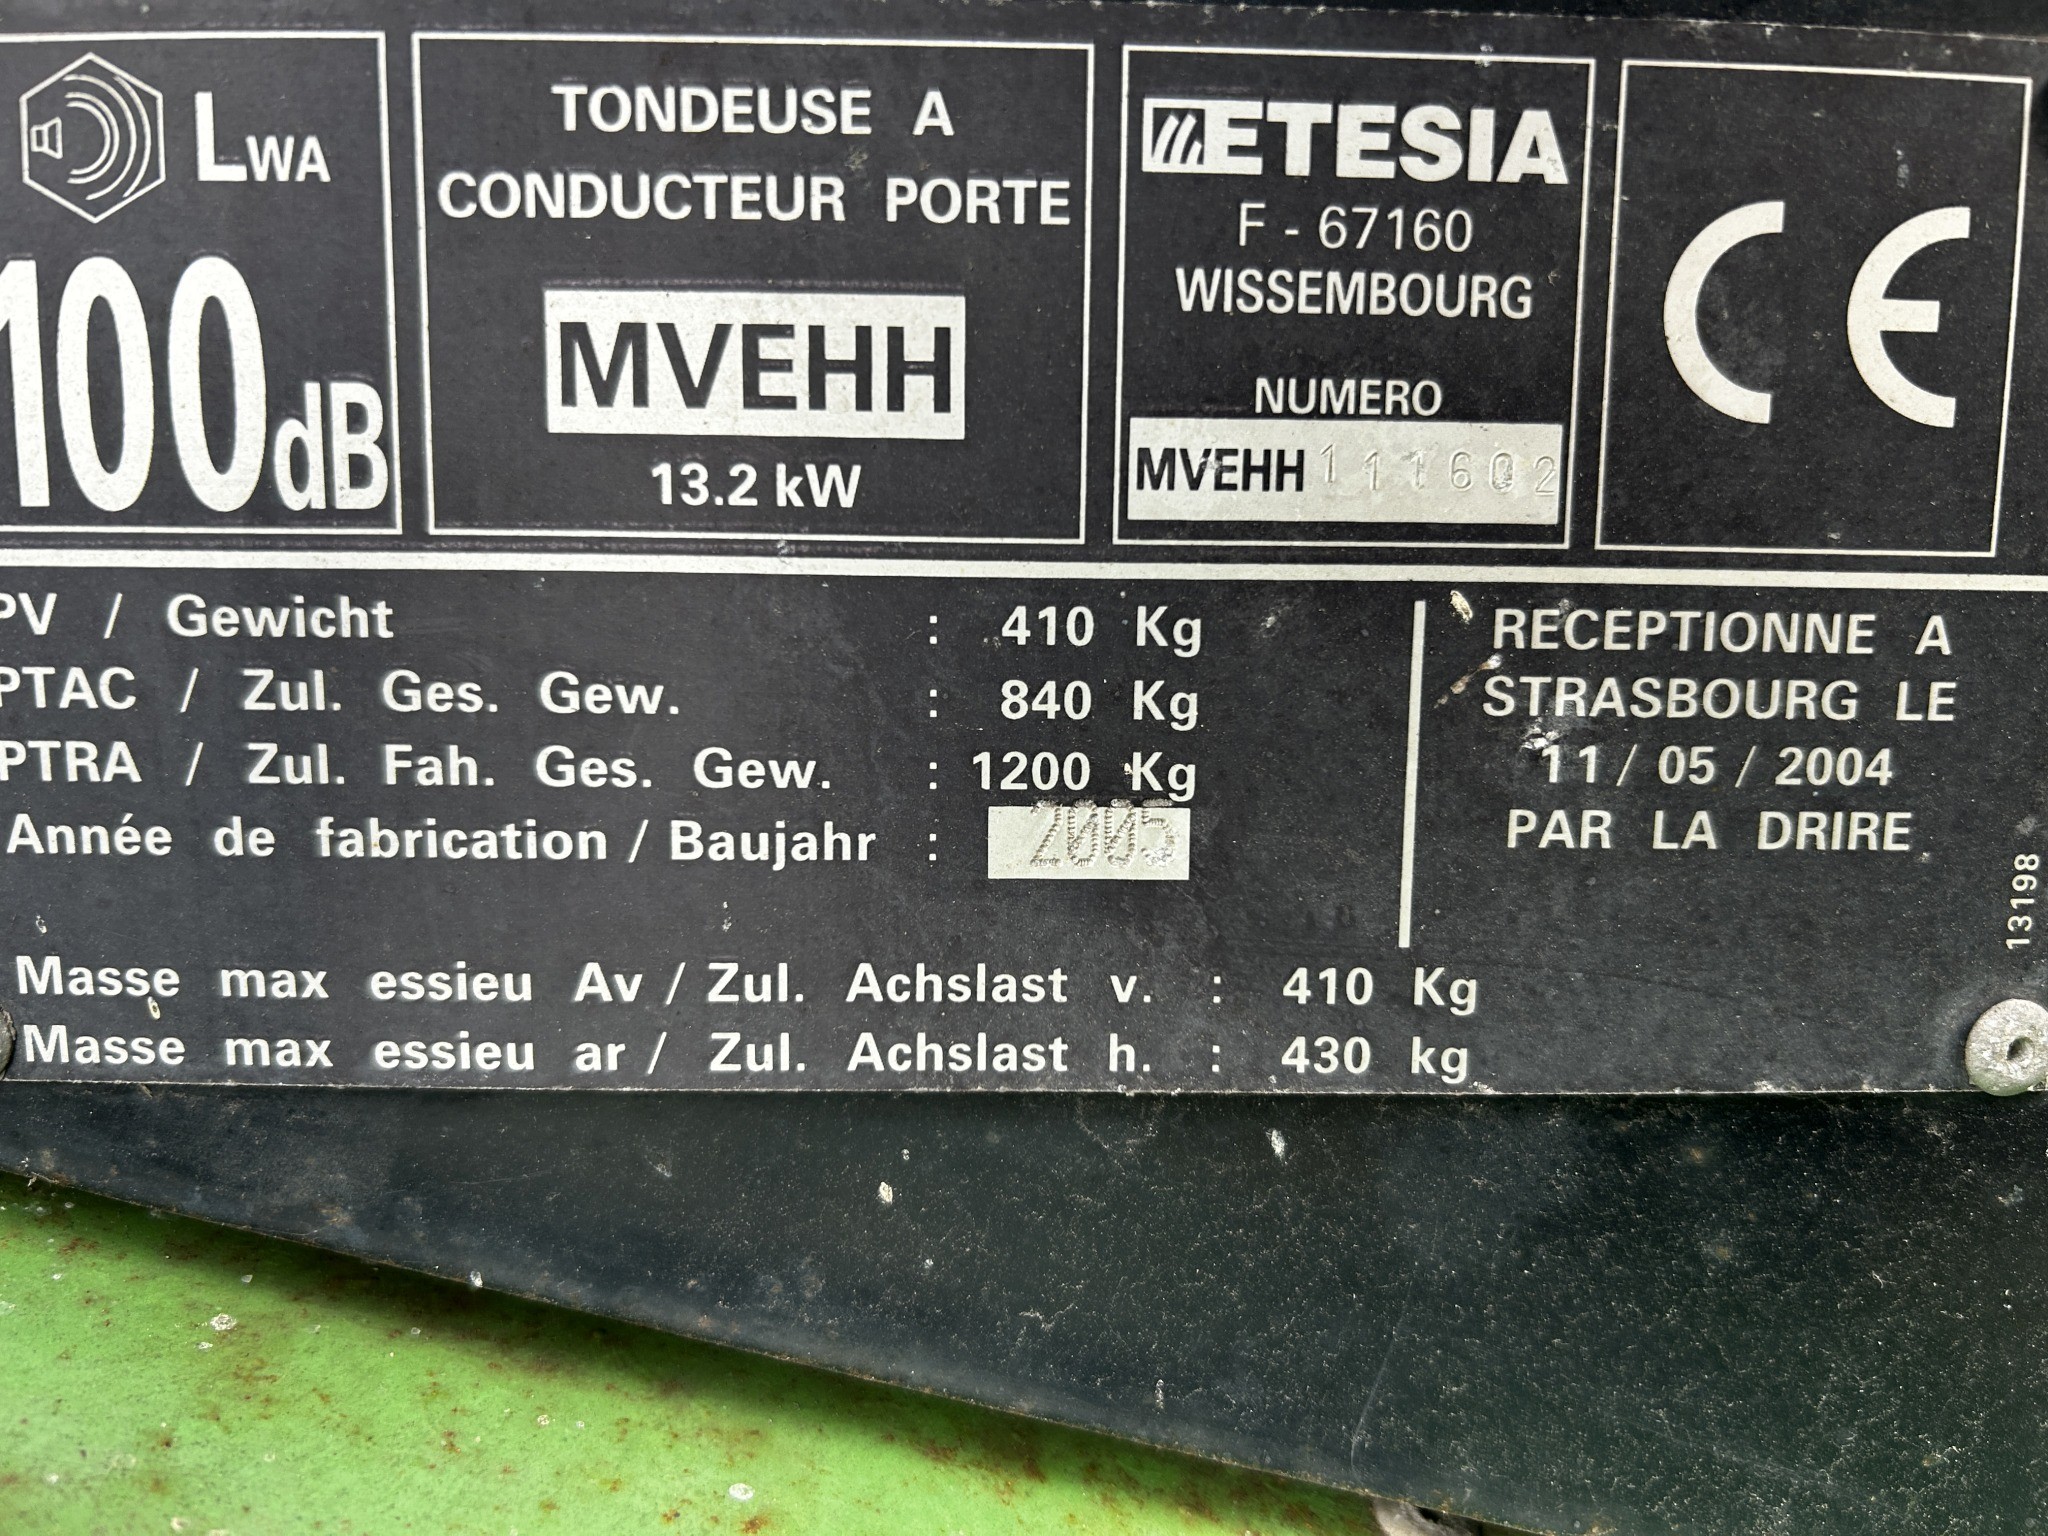 LWA
100dB
TONDEUSE A
CONDUCTEUR PORTE
MVEHH
13.2 kW
ETESIA
F - 67160
WISSEMBOURG
NUMERO
MVEHH 111602
CE
PV / Gewicht : 410 Kg
PTAC / Zul. Ges. Gew. : 840 Kg
PTRA / Zul. Fah. Ges. Gew. : 1200 Kg
Année de fabrication / Baujahr : 2005
RECEPTIONNE A
STRASBOURG LE
11 / 05 / 2004
PAR LA DRIRE
13198
Masse max essieu Av / Zul. Achslast v. : 410 Kg
Masse max essieu ar / Zul. Achslast h. : 430 kg